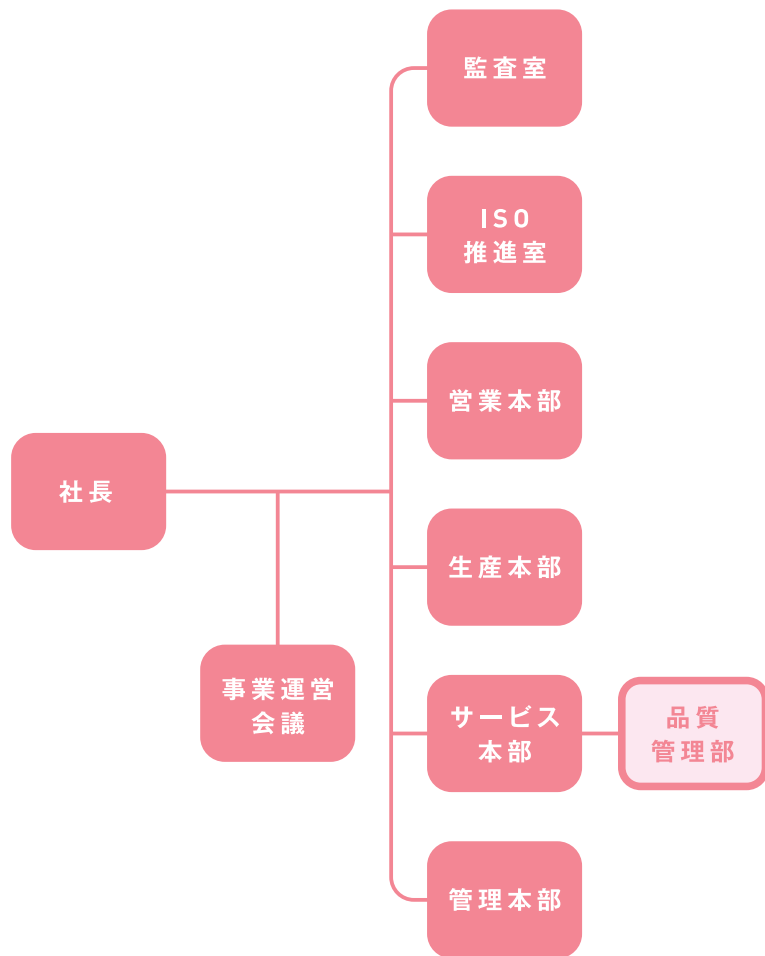 監査室
ISO
推進室
営業本部
社長
生産本部
事業運営
会議
サービス
本部
品質
管理部
管理本部